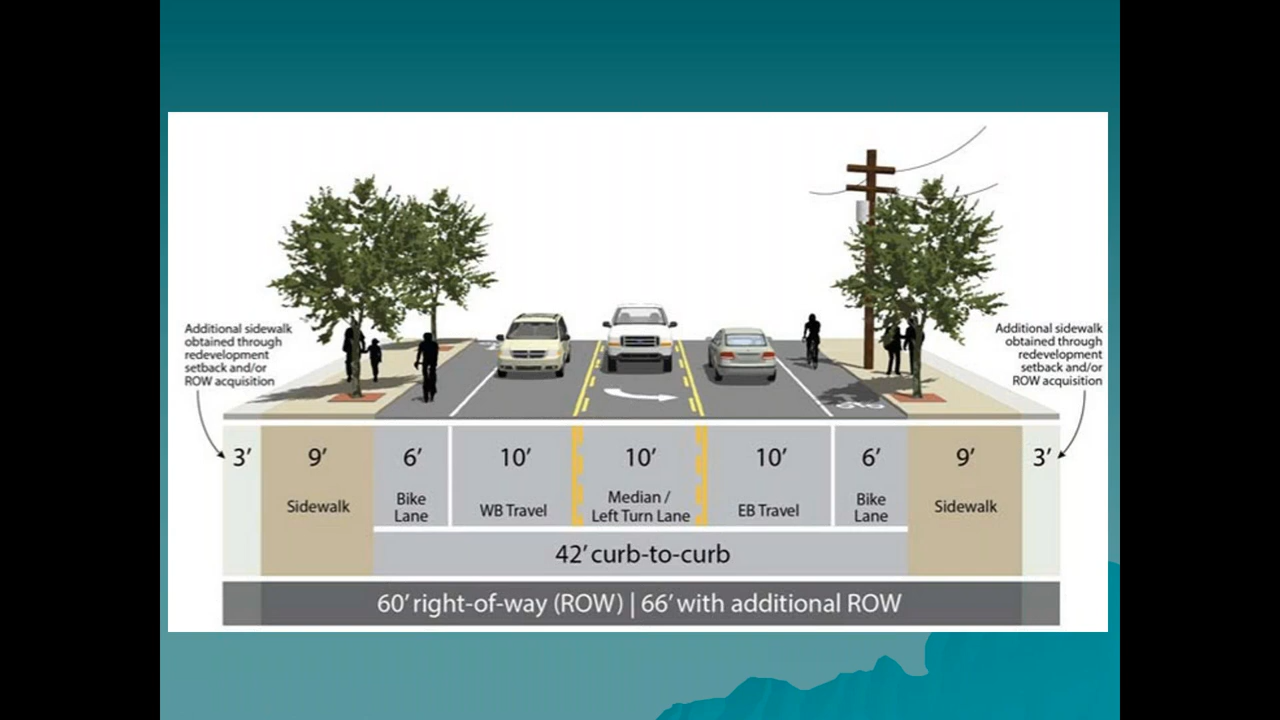 Additional sidewalk
obtained through
redevelopment
setback and/or
ROW acquisition
Additional sidewalk
obtained through
redevelopment
setback and/or
ROW acquisition
3’ 9’ 6’ 10’ 10’ 10’ 6’ 9’ 3’
Sidewalk
Bike
Lane
WB Travel
Median /
Left Turn Lane
EB Travel
Bike
Lane
Sidewalk
42’ curb-to-curb
60’ right-of-way (ROW) | 66’ with additional ROW